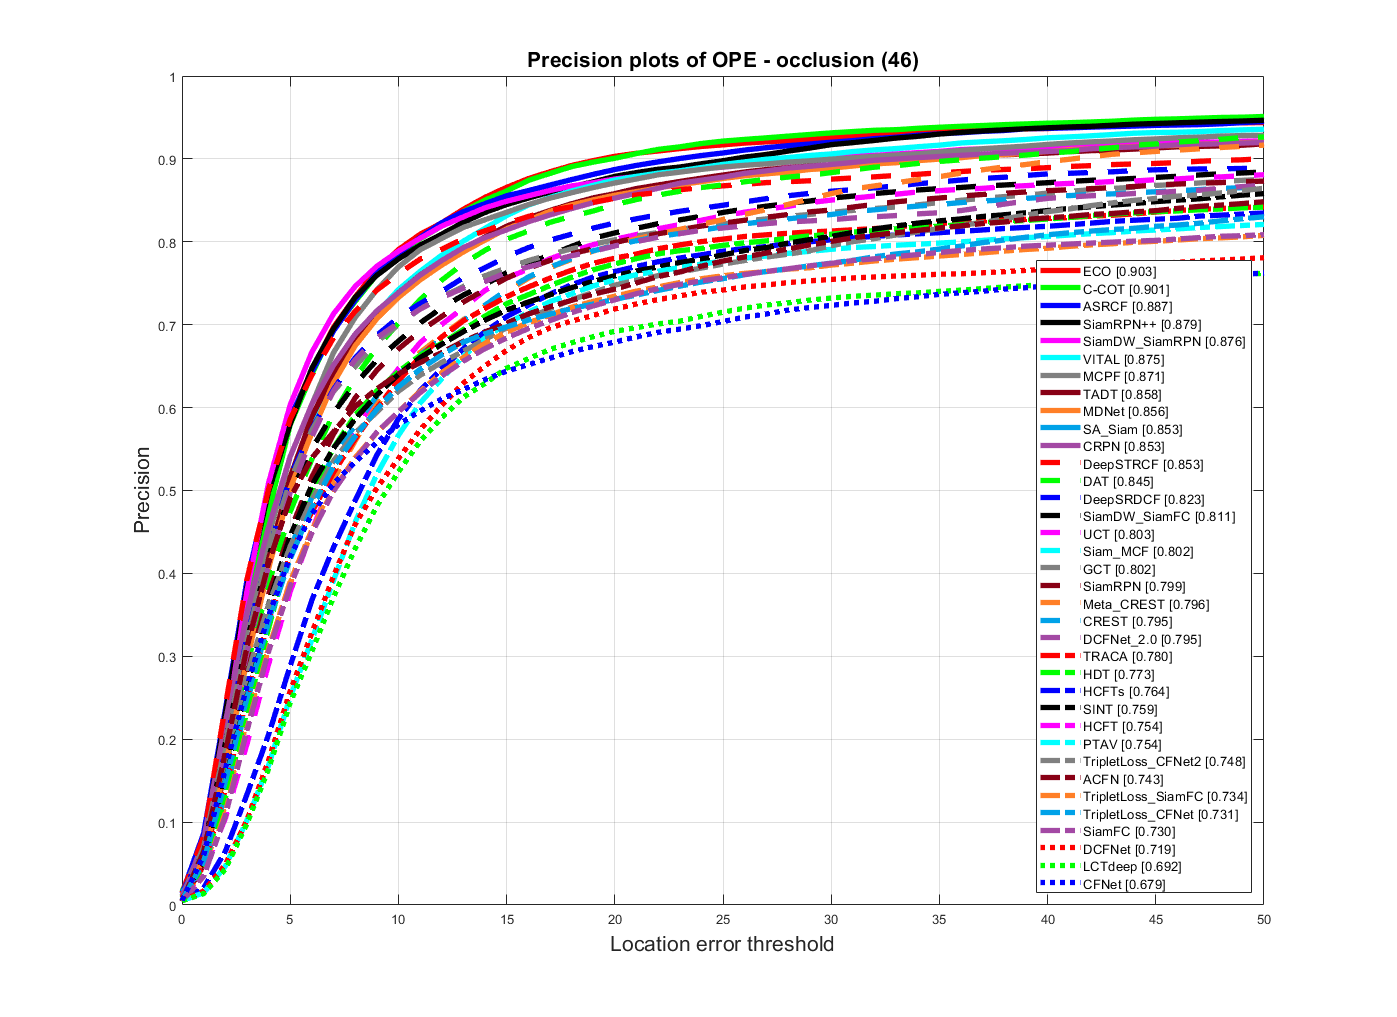 Precision plots of OPE - occlusion (46)
1
0.9
0.8
0.7
0.6
0.5
0.4
0.3
0.2
0.1
0
Precision
ECO [0.903]
C-COT [0.901]
ASRCF [0.887]
SiamRPN++ [0.879]
SiamDW_SiamRPN [0.876]
VITAL [0.875]
MCPF [0.871]
TADT [0.858]
MDNet [0.856]
SA_Siam [0.853]
CRPN [0.853]
DeepSTRCF [0.853]
DAT [0.845]
DeepSRDCF [0.823]
SiamDW_SiamFC [0.811]
UCT [0.803]
Siam_MCF [0.802]
GCT [0.802]
SiamRPN [0.799]
Meta_CREST [0.796]
CREST [0.795]
DCFNet_2.0 [0.795]
TRACA [0.780]
HDT [0.773]
HCFTs [0.764]
SINT [0.759]
HCFT [0.754]
PTAV [0.754]
TripletLoss_CFNet2 [0.748]
ACFN [0.743]
TripletLoss_SiamFC [0.734]
TripletLoss_CFNet [0.731]
SiamFC [0.730]
DCFNet [0.719]
LCTdeep [0.692]
CFNet [0.679]
0 5 10 15 20 25 30 35 40 45 50
Location error threshold